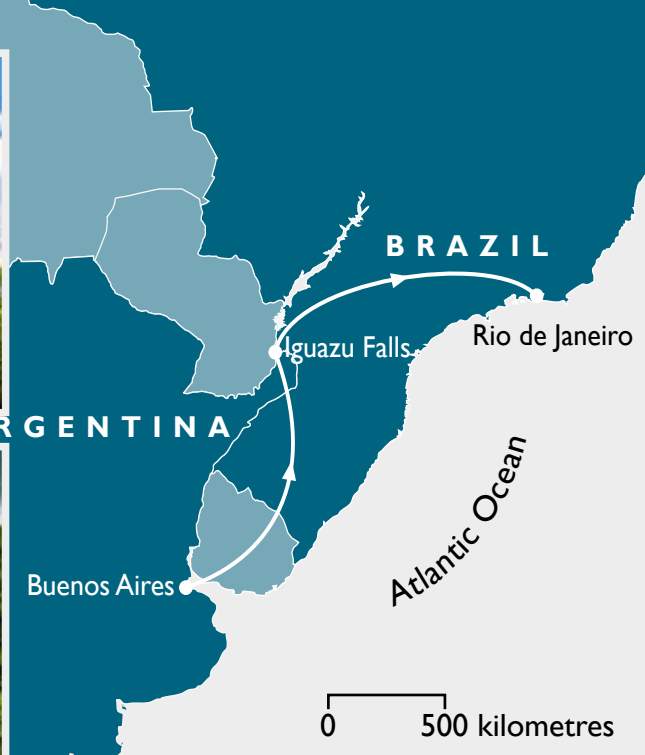 BRAZIL
Rio de Janeiro
Iguazu Falls
RGENTINA
Atlantic Ocean
Buenos Aires
0 500 kilometres